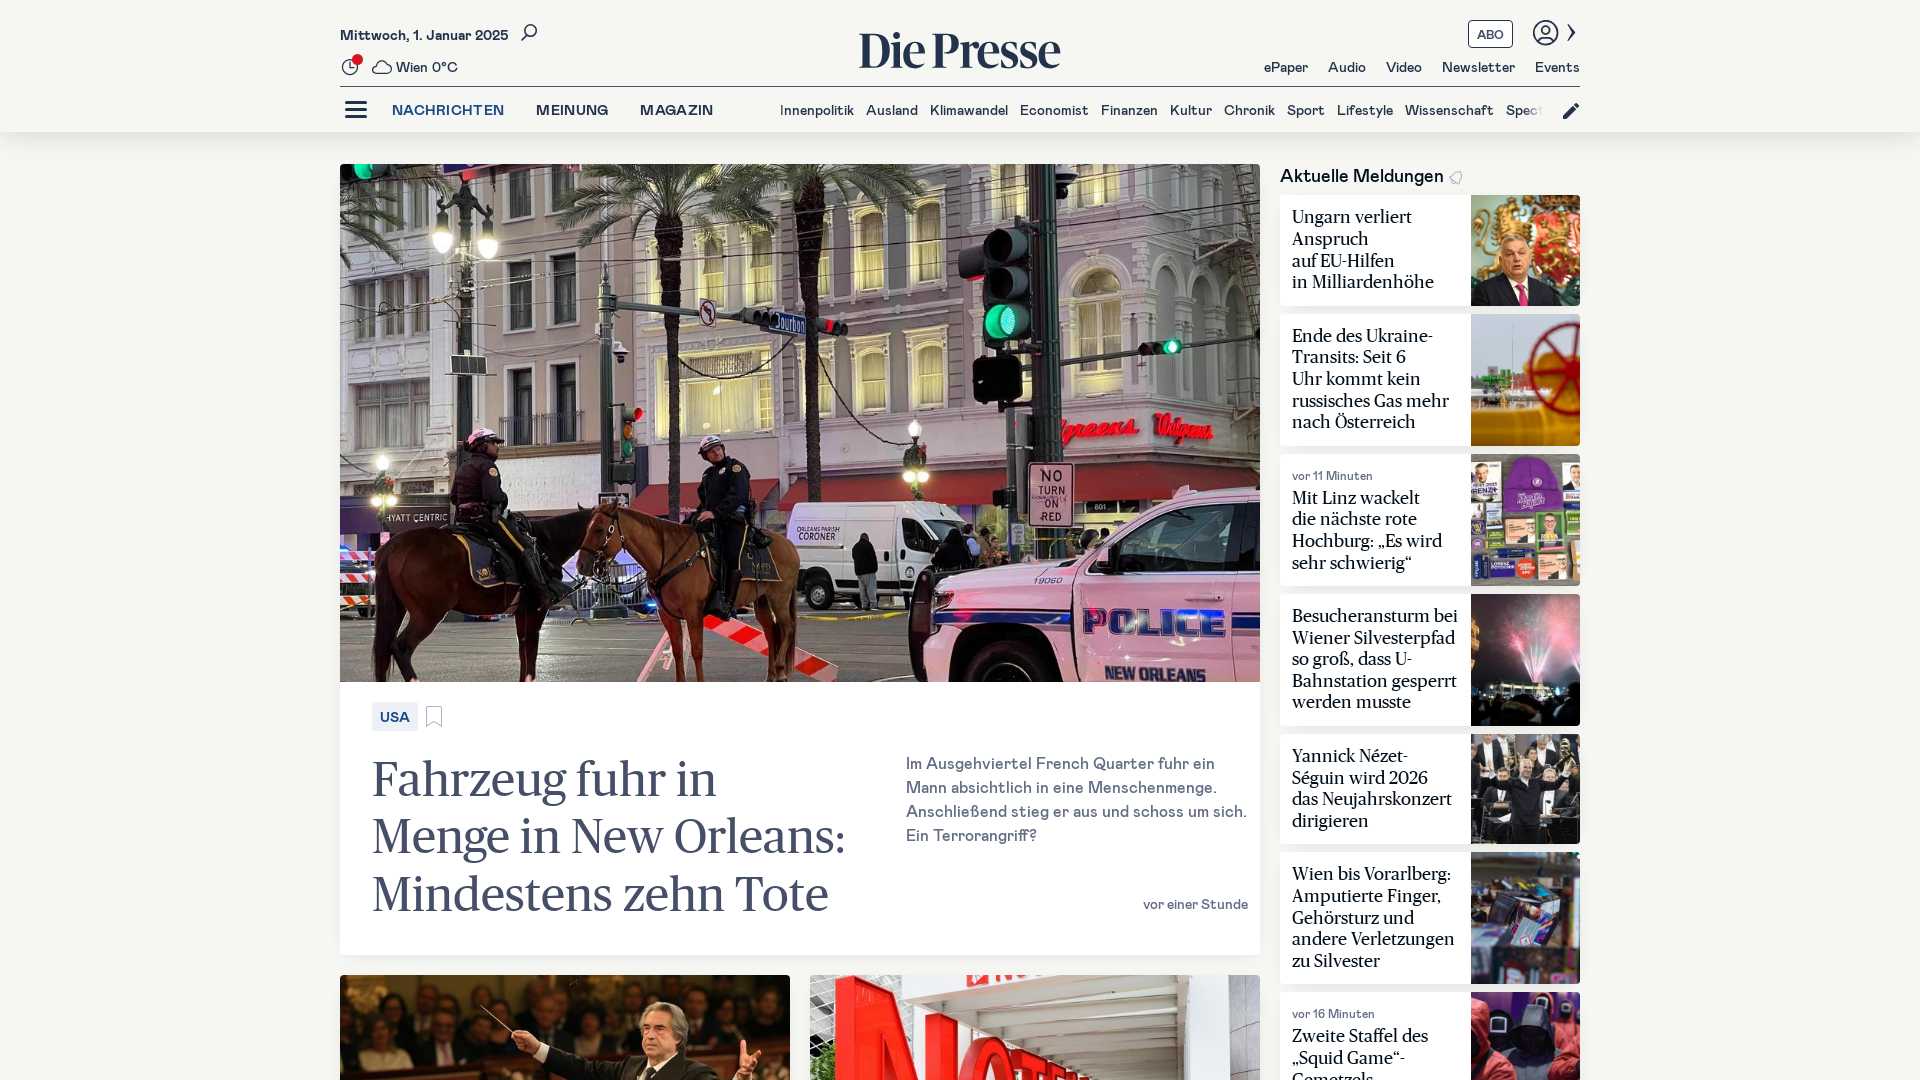 Mittwoch, 1. Januar 2025
Wien 0°C
Die Presse
ABO
ePaper Audio Video Newsletter Events
NACHRICHTEN MEINUNG MAGAZIN
Innenpolitik Ausland Klimawandel Economist Finanzen Kultur Chronik Sport Lifestyle Wissenschaft Spect
Bourbon
Walgreens
NO
TURN
ON
RED
801
HYATT CENTRIC
ORLEANS PARISH
CORONER
19060
POLICE
NEW ORLEANS
USA
Fahrzeug fuhr in
Menge in New Orleans:
Mindestens zehn Tote
Im Ausgehviertel French Quarter fuhr ein
Mann absichtlich in eine Menschenmenge.
Anschließend stieg er aus und schoss um sich.
Ein Terrorangriff?
vor einer Stunde
Aktuelle Meldungen
Ungarn verliert
Anspruch
auf EU-Hilfen
in Milliardenhöhe
Ende des Ukraine-
Transits: Seit 6
Uhr kommt kein
russisches Gas mehr
nach Österreich
vor 11 Minuten
Mit Linz wackelt
die nächste rote
Hochburg: „Es wird
sehr schwierig“
Besucheransturm bei
Wiener Silvesterpfad
so groß, dass U-
Bahnstation gesperrt
werden musste
Yannick Nézet-
Séguin wird 2026
das Neujahrskonzert
dirigieren
Wien bis Vorarlberg:
Amputierte Finger,
Gehörsturz und
andere Verletzungen
zu Silvester
vor 16 Minuten
Zweite Staffel des
„Squid Game“-
Gemetzels